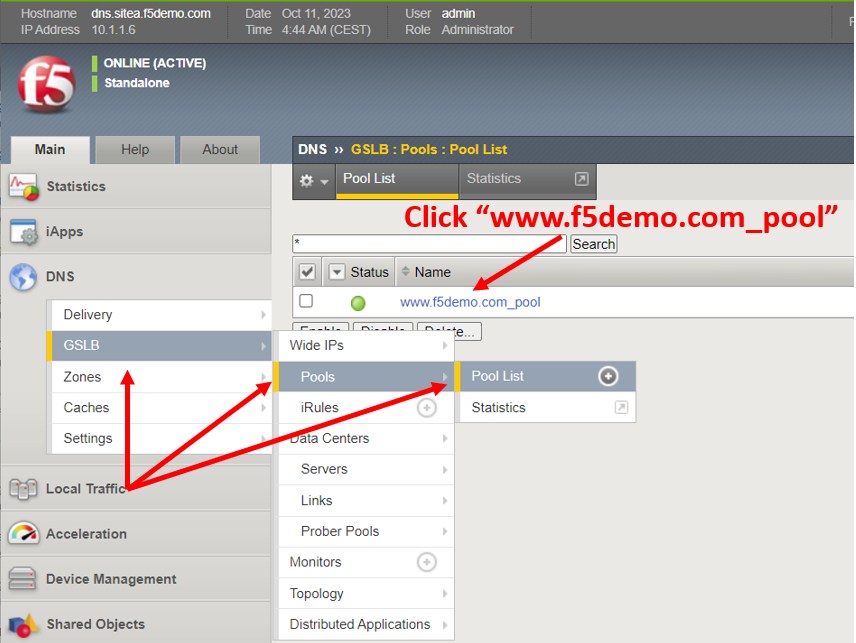 Hostname dns.sitea.f5demo.com Date Oct 11, 2023 User admin
IP Address 10.1.1.6 Time 4:44 AM (CEST) Role Administrator
f5
ONLINE (ACTIVE)
Standalone
Main Help About
DNS ›› GSLB : Pools : Pool List
Pool List Statistics
Click “www.f5demo.com_pool”
* Search
Status Name
www.f5demo.com_pool
Enable Disable Delete...
Statistics
iApps
DNS
Delivery
GSLB
Zones
Caches
Settings
Wide IPs
Pools
iRules
Data Centers
Servers
Links
Prober Pools
Monitors
Topology
Distributed Applications
Pool List
Statistics
Local Traffic
Acceleration
Device Management
Shared Objects